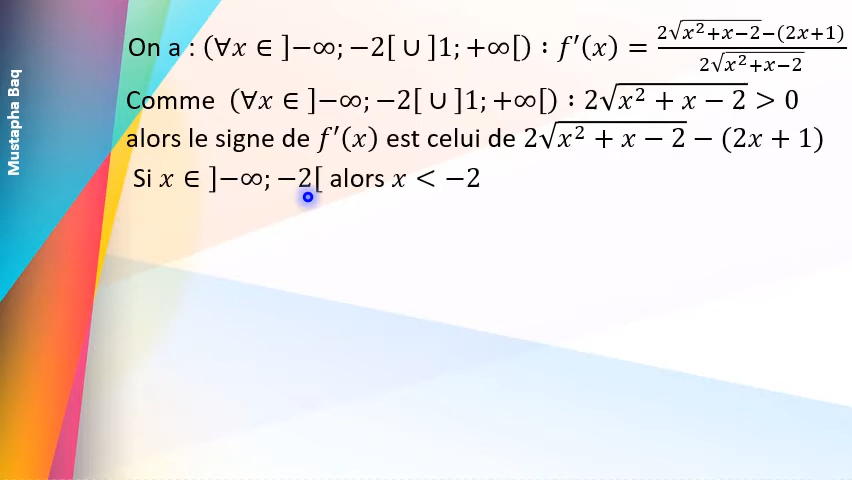 Mustapha Baq
On a : (∀x ∈ ]−∞; −2[ ∪ ]1; +∞[) : f′(x) = (2√(x²+x−2)−(2x+1))/(2√(x²+x−2))
Comme (∀x ∈ ]−∞; −2[ ∪ ]1; +∞[) : 2√(x² + x − 2) > 0
alors le signe de f′(x) est celui de 2√(x² + x − 2) − (2x + 1)
Si x ∈ ]−∞; −2[ alors x < −2